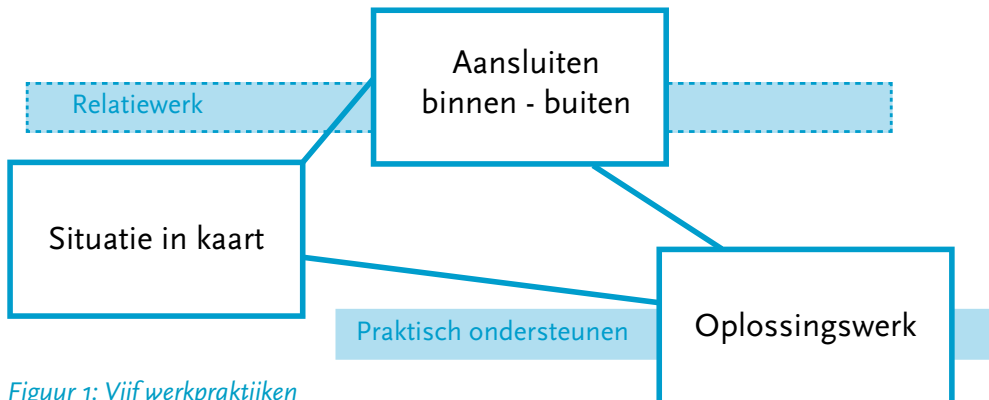 Aansluiten
binnen - buiten
Relatiewerk
Situatie in kaart
Praktisch ondersteunen
Oplossingswerk
Figuur 1: Vijf werkpraktijken